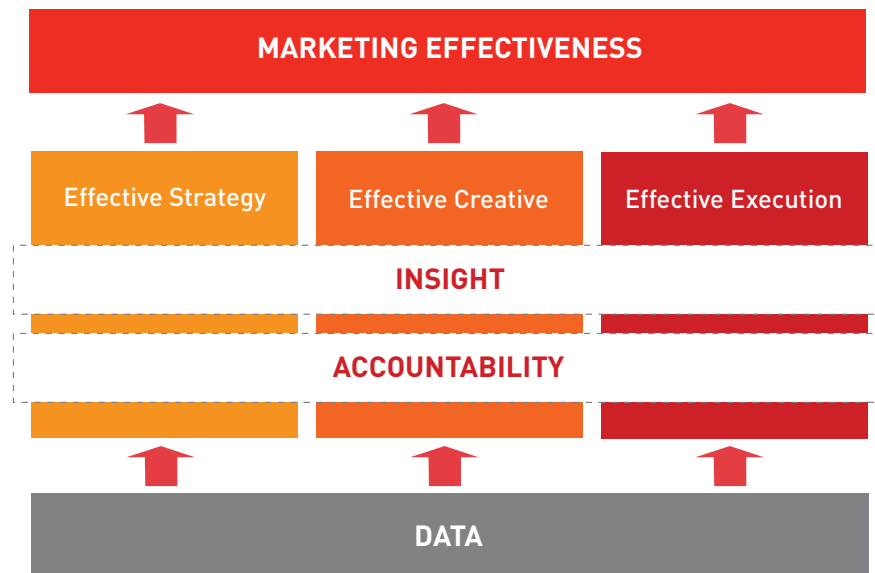 MARKETING EFFECTIVENESS
Effective Strategy
Effective Creative
Effective Execution
INSIGHT
ACCOUNTABILITY
DATA